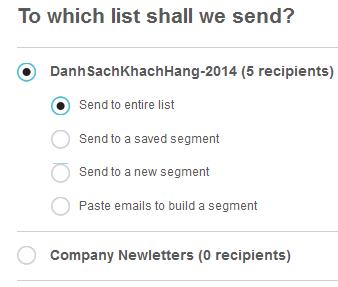 To which list shall we send?
DanhSachKhachHang-2014 (5 recipients)
Send to entire list
Send to a saved segment
Send to a new segment
Paste emails to build a segment
Company Newletters (0 recipients)